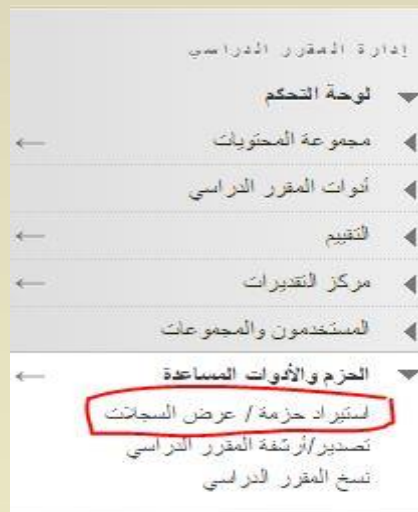 إدارة المقرر الدراسي
لوحة التحكم
مجموعة المحتويات
أدوات المقرر الدراسي
التقييم
مركز التقديرات
المستخدمون والمجموعات
الحزم والأدوات المساعدة
استيراد حزمة / عرض السجلات
تصدير/أرشفة المقرر الدراسي
نسخ المقرر الدراسي